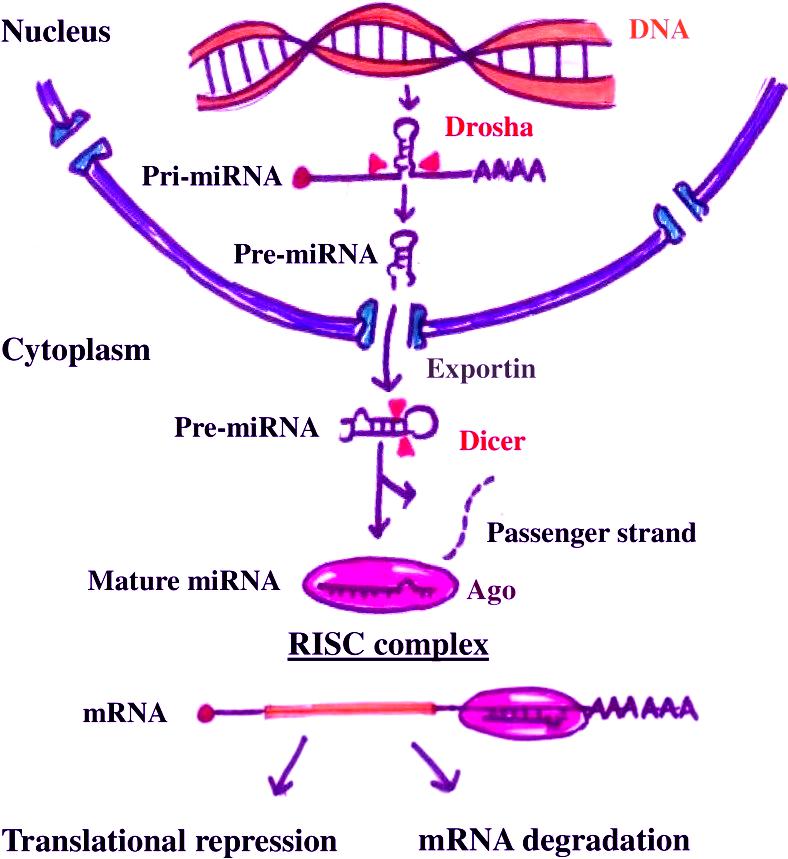 Nucleus
DNA
Drosha
Pri-miRNA
AAAA
Pre-miRNA
Cytoplasm
Exportin
Pre-miRNA
Dicer
Passenger strand
Mature miRNA
Ago
RISC complex
mRNA
AAAAAA
Translational repression
mRNA degradation